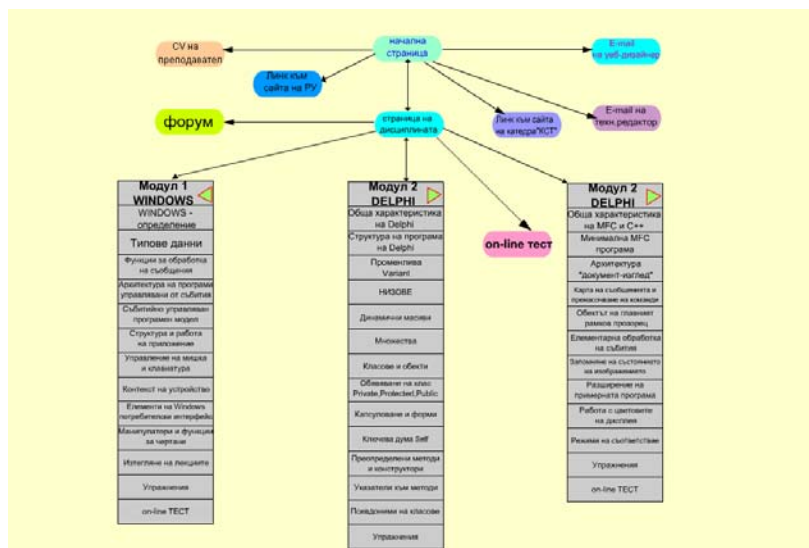 начална
страница
CV на
преподавател
E-mail
на уеб-дизайнер
Линк към
сайта на РУ
форум
страница на
дисциплината
Линк към сайта
на катедра"КСТ"
E-mail на
техн.редактор
on-line тест
Модул 1
WINDOWS
WINDOWS -
определение
Типове данни
Функции за обработка
на съобщения
Архитектура на програми
управлявани от събития
Събитийно управляван
програмен модел
Структура и работа
на приложение
Управление на мишка
и клавиатура
Контекст на устройство
Елементи на Windows
потребителски интерфейс
Манипулатори и функции
за чертани
Изтегляне на лекциите
Упражнения
on-line ТЕСТ
Модул 2
DELPHI
Обща характеристика
на Delphi
Структура на програма
на Delphi
Променлива
Variant
НИЗОВЕ
Динамични масиви
Множества
Класове и обекти
Обявяване на клас
Private,Protected,Public
Капсуловане и форми
Ключева дума Self
Преопределени методи
и конструктори
Указатели към методи
Псевдоними на класове
Упражнения
Модул 2
DELPHI
Обща характеристика
на MFC и C++
Минимална MFC
програма
Архитектура
"документ-изглед"
Карта на съобщенията и
пренасочване на команди
Обектът на главният
рамков прозорец
Елементарна обработка
на събития
Запомняне на състоянието
на изображението
Разширение на
примерната програма
Работа с цветовете
на дисплея
Режими на съответствие
Упражнения
on-line ТЕСТ